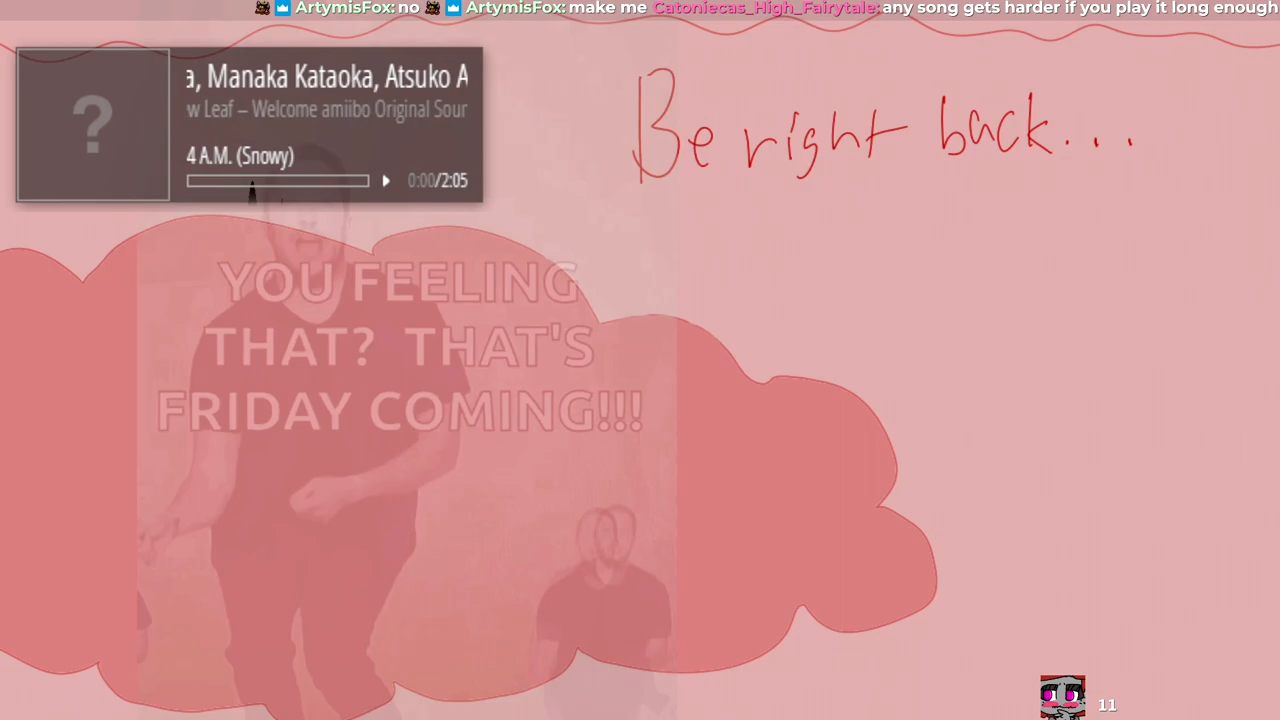 ArtymisFox: no ArtymisFox: make me Catoniecas_High_Fairytale: any song gets harder if you play it long enough
a, Manaka Kataoka, Atsuko A
w Leaf – Welcome amiibo Original Sour
4 A.M. (Snowy)
0:00/2:05
Be right back...
YOU FEELING
THAT? THAT'S
FRIDAY COMING!!!
11